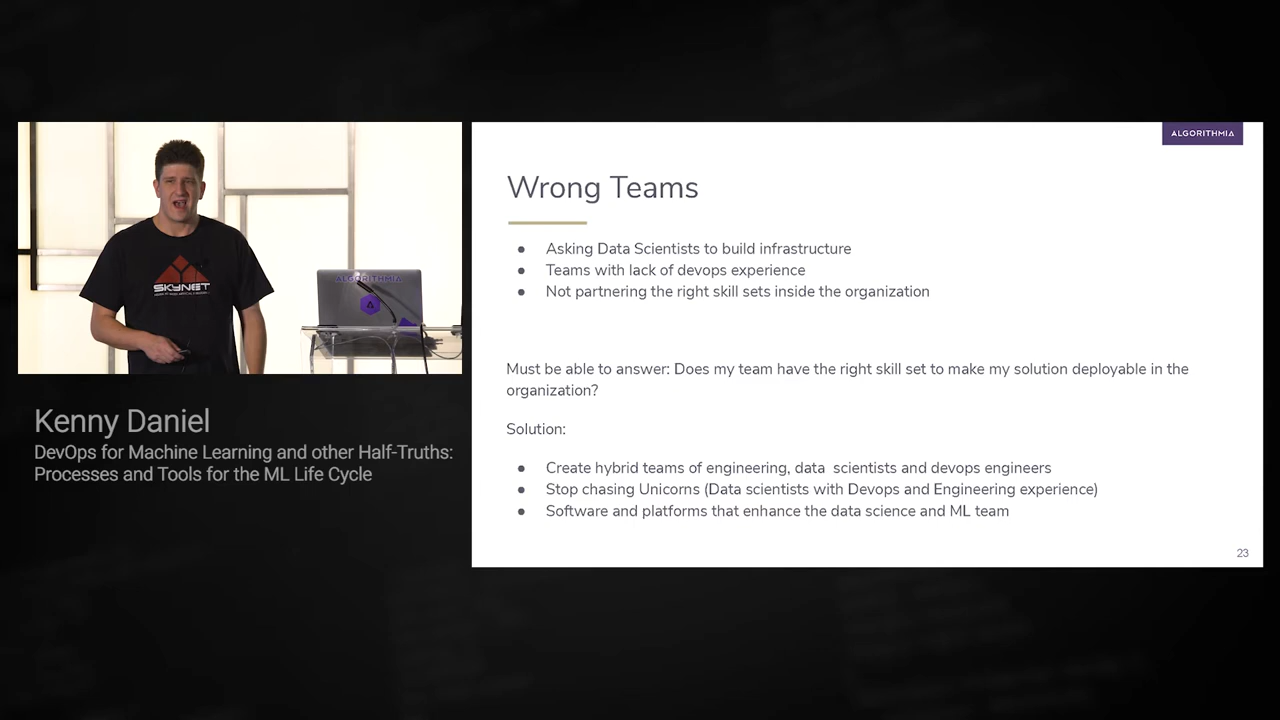 ALGORITHMIA
Wrong Teams
● Asking Data Scientists to build infrastructure
● Teams with lack of devops experience
● Not partnering the right skill sets inside the organization
Must be able to answer: Does my team have the right skill set to make my solution deployable in the
organization?
Solution:
● Create hybrid teams of engineering, data  scientists and devops engineers
● Stop chasing Unicorns (Data scientists with Devops and Engineering experience)
● Software and platforms that enhance the data science and ML team
23
SKYNET
ALGORITHMIA
Kenny Daniel
DevOps for Machine Learning and other Half-Truths:
Processes and Tools for the ML Life Cycle